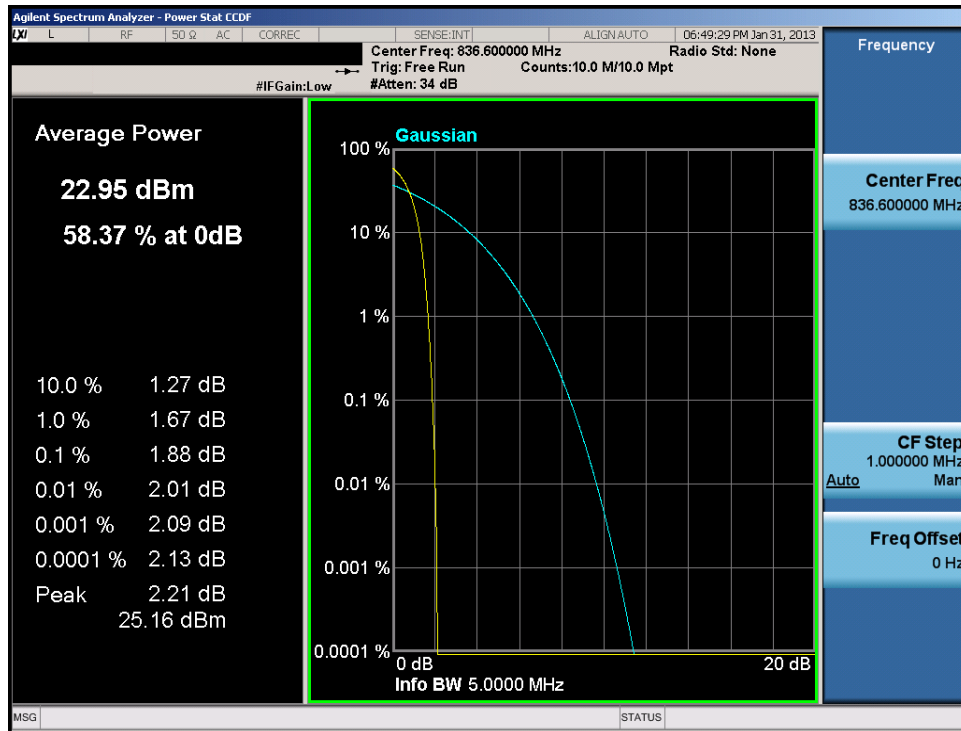 Agilent Spectrum Analyzer - Power Stat CCDF
LXI L RF 50 Ω AC CORREC SENSE:INT ALIGN AUTO 06:49:29 PM Jan 31, 2013
Center Freq: 836.600000 MHz Radio Std: None
Trig: Free Run Counts:10.0 M/10.0 Mpt
#IFGain:Low #Atten: 34 dB
Average Power
22.95 dBm
58.37 % at 0dB
10.0 % 1.27 dB
1.0 % 1.67 dB
0.1 % 1.88 dB
0.01 % 2.01 dB
0.001 % 2.09 dB
0.0001 % 2.13 dB
Peak 2.21 dB
25.16 dBm
Gaussian
100 %
10 %
1 %
0.1 %
0.01 %
0.001 %
0.0001 %
0 dB 20 dB
Info BW 5.0000 MHz
Frequency
Center Freq
836.600000 MHz
CF Step
1.000000 MHz
Auto Man
Freq Offset
0 Hz
MSG STATUS